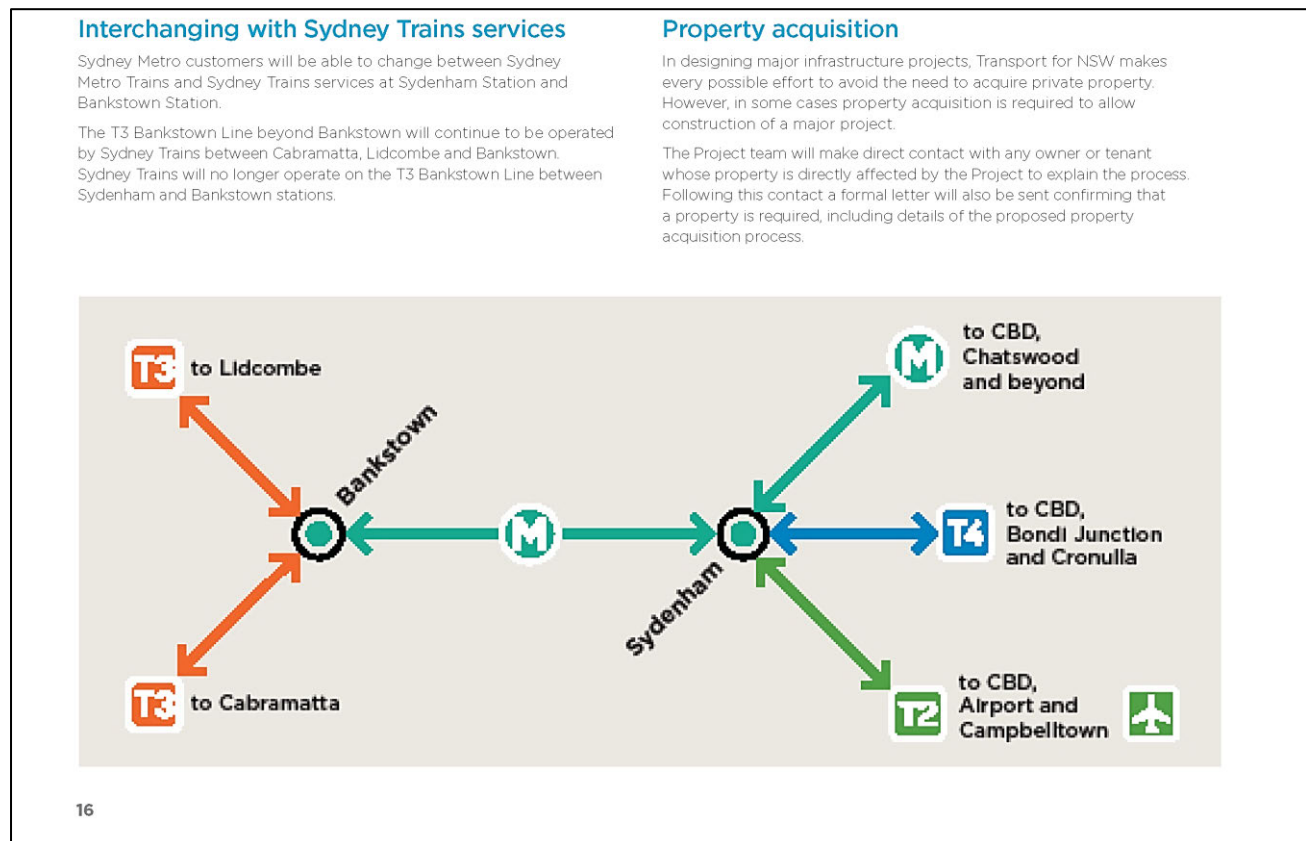 Interchanging with Sydney Trains services
Sydney Metro customers will be able to change between Sydney
Metro Trains and Sydney Trains services at Sydenham Station and
Bankstown Station.
The T3 Bankstown Line beyond Bankstown will continue to be operated
by Sydney Trains between Cabramatta, Lidcombe and Bankstown.
Sydney Trains will no longer operate on the T3 Bankstown Line between
Sydenham and Bankstown stations.
Property acquisition
In designing major infrastructure projects, Transport for NSW makes
every possible effort to avoid the need to acquire private property.
However, in some cases property acquisition is required to allow
construction of a major project.
The Project team will make direct contact with any owner or tenant
whose property is directly affected by the Project to explain the process.
Following this contact a formal letter will also be sent confirming that
a property is required, including details of the proposed property
acquisition process.
T3 to Lidcombe
Bankstown
T3 to Cabramatta
M
Sydenham
M
to CBD,
Chatswood
and beyond
T4
to CBD,
Bondi Junction
and Cronulla
T2
to CBD,
Airport and
Campbelltown
16